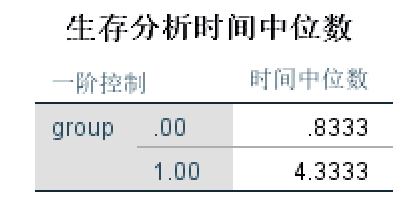 生存分析时间中位数
一阶控制 时间中位数
group .00 .8333
1.00 4.3333